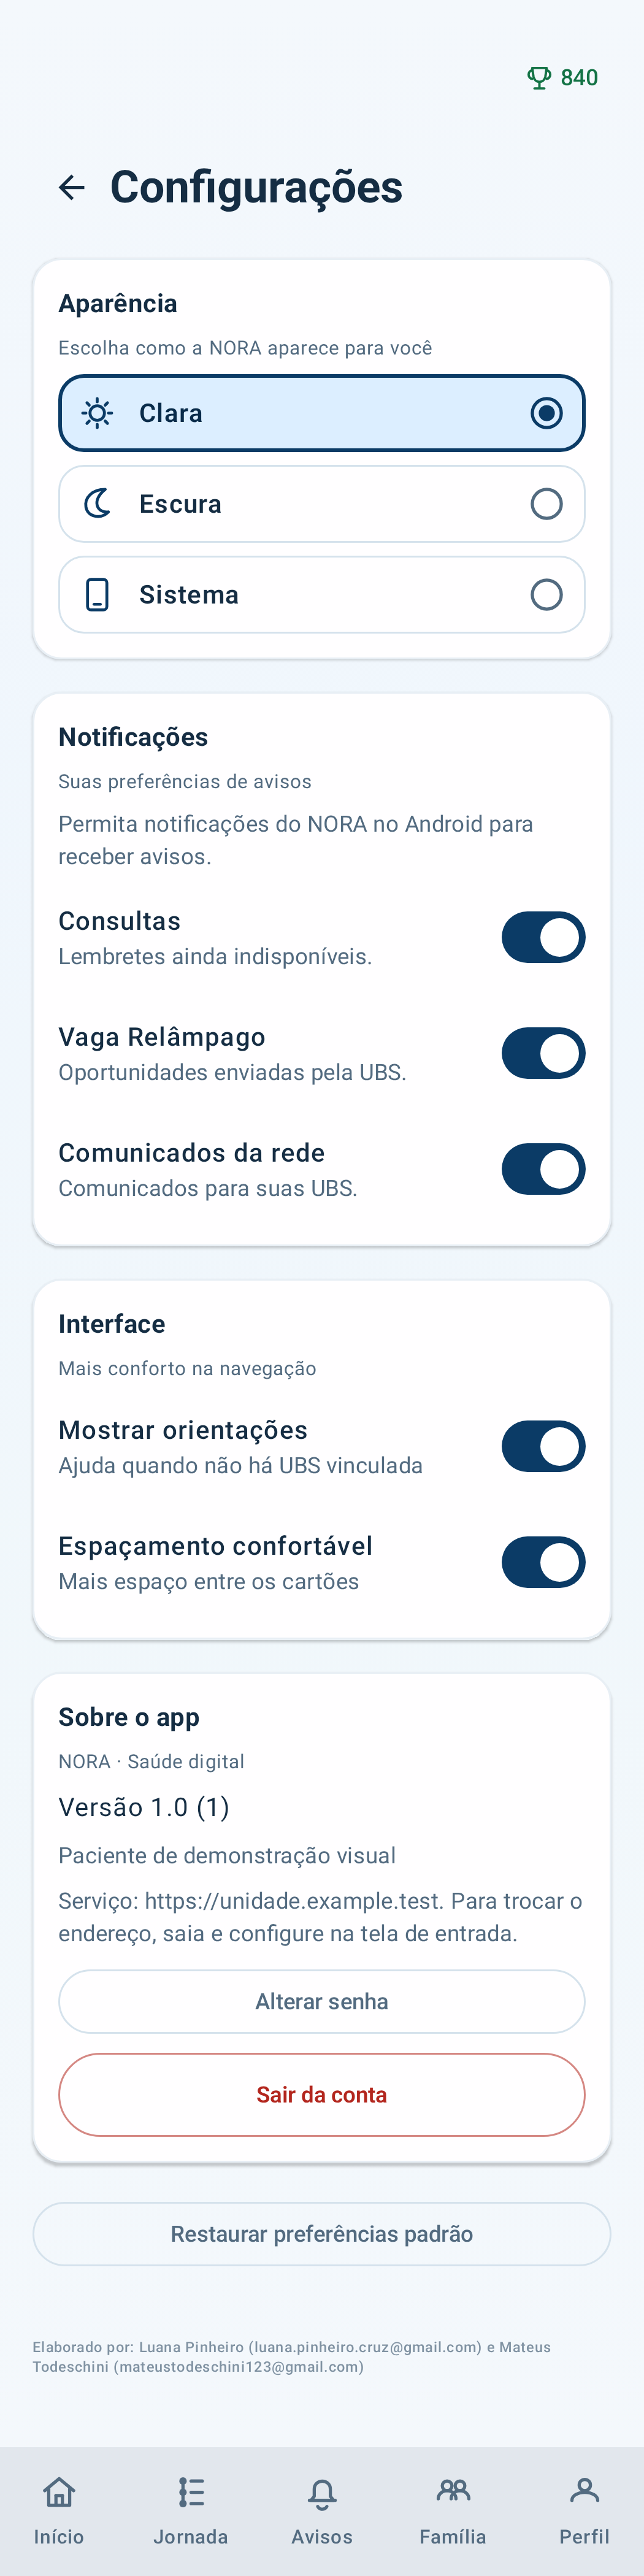 840
Configurações
Aparência
Escolha como a NORA aparece para você
Clara
Escura
Sistema
Notificações
Suas preferências de avisos
Permita notificações do NORA no Android para
receber avisos.
Consultas
Lembretes ainda indisponíveis.
Vaga Relâmpago
Oportunidades enviadas pela UBS.
Comunicados da rede
Comunicados para suas UBS.
Interface
Mais conforto na navegação
Mostrar orientações
Ajuda quando não há UBS vinculada
Espaçamento confortável
Mais espaço entre os cartões
Sobre o app
NORA · Saúde digital
Versão 1.0 (1)
Paciente de demonstração visual
Serviço: https://unidade.example.test. Para trocar o
endereço, saia e configure na tela de entrada.
Alterar senha
Sair da conta
Restaurar preferências padrão
Elaborado por: Luana Pinheiro (luana.pinheiro.cruz@gmail.com) e Mateus
Todeschini (mateustodeschini123@gmail.com)
Início
Jornada
Avisos
Família
Perfil